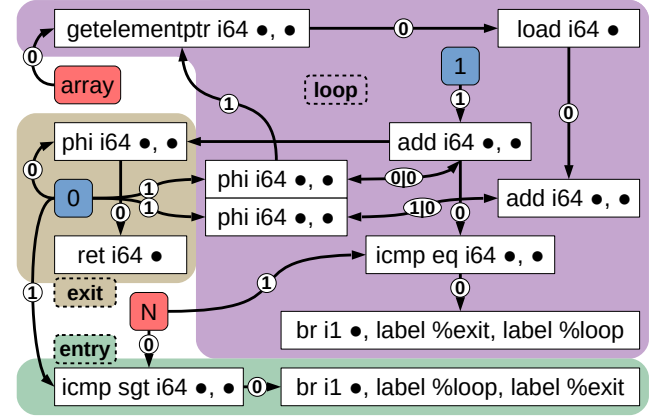 getelementptr i64 ●, ●
0
load i64 ●
0
array
loop
1
1
1
0
phi i64 ●, ●
add i64 ●, ●
0
0
1
1
0
phi i64 ●, ●
phi i64 ●, ●
0|0
1|0
0
add i64 ●, ●
ret i64 ●
icmp eq i64 ●, ●
exit
1
1
0
N
br i1 ●, label %exit, label %loop
entry
0
icmp sgt i64 ●, ●
0
br i1 ●, label %loop, label %exit